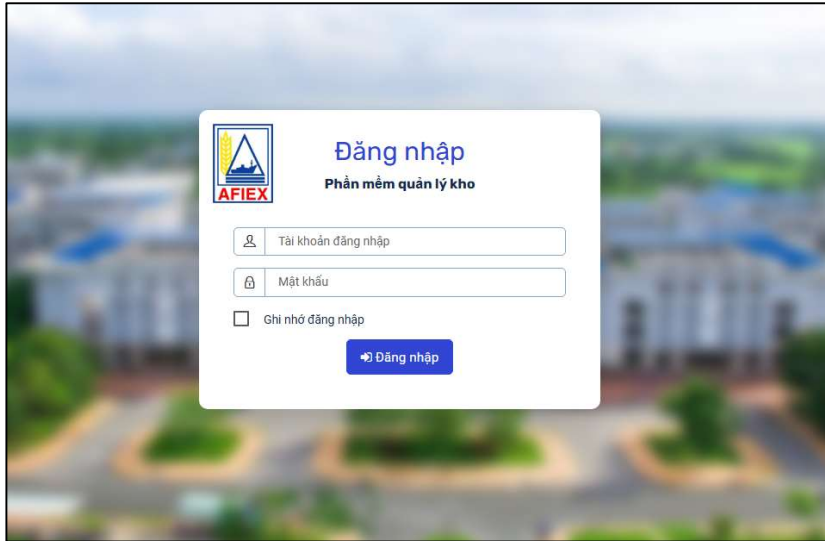 Đăng nhập
Phần mềm quản lý kho
AFIEX
Tài khoản đăng nhập
Mật khẩu
Ghi nhớ đăng nhập
Đăng nhập